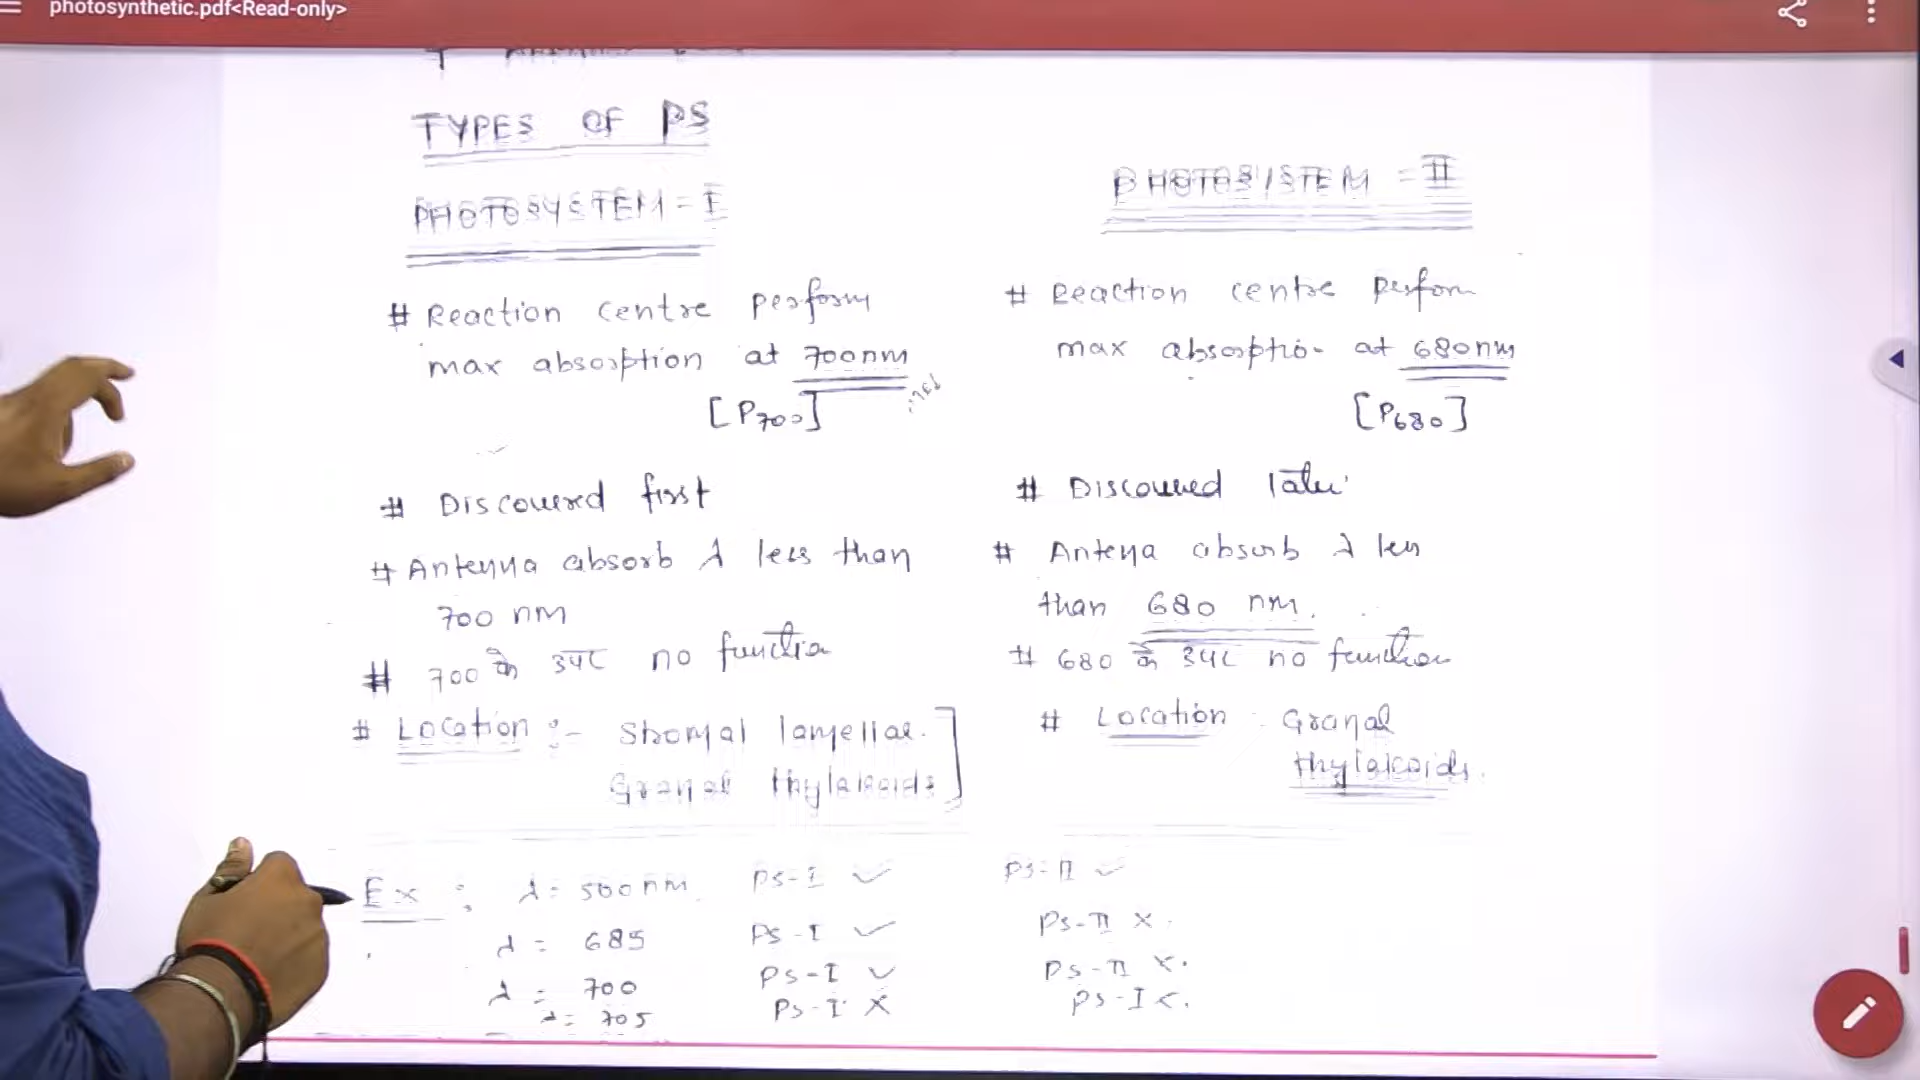 photosynthetic.pdf<Read-only>
TYPES OF PS
PHOTOSYSTEM = I
# Reaction centre perform
max absorption at 700nm
[P700]
# Discovered first
# Antenna absorb λ less than
700 nm
# 700 के ऊपर no function
# Location :- Stromal lamellae.
Granal thylakoids]
PHOTOSYSTEM = II
# Reaction centre perform
max absorption at 680nm
[P680]
# Discovered later
# Antena absorb λ less
than 680 nm.
# 680 के ऊपर no function
# Location : Granal
thylakoids.
Ex : λ = 500nm. PS-I ✓ PS-II ✓
λ = 685 PS-I ✓ PS-II ×.
λ = 700 PS-I ✓ PS-II ×.
λ = 705 PS-I × PS-I ×.